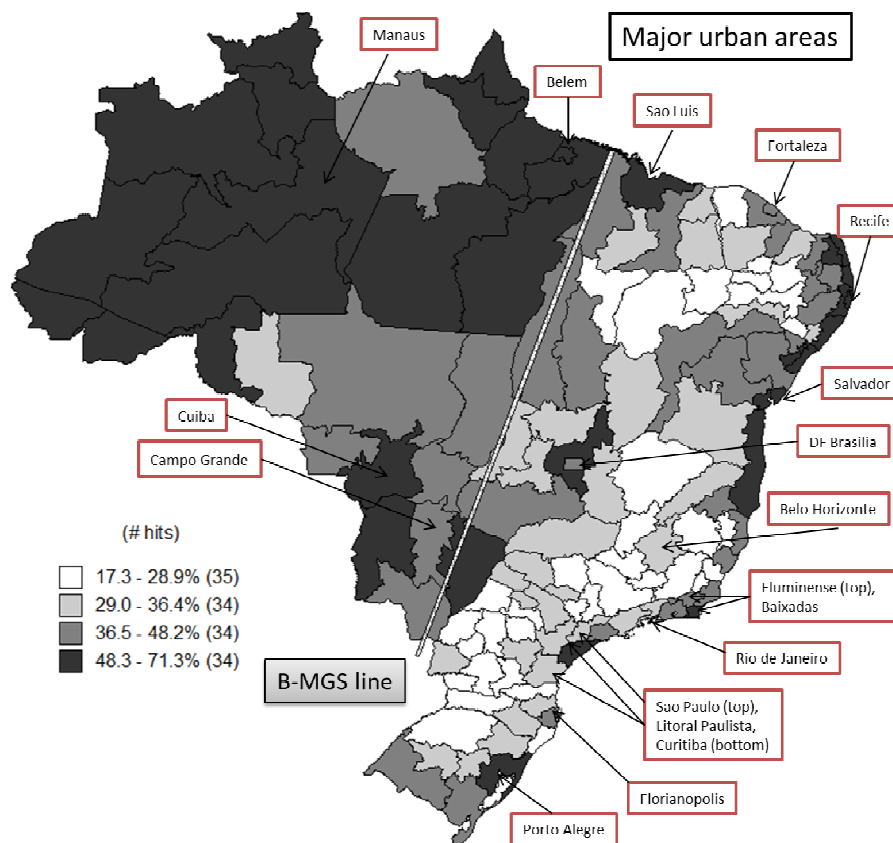 Major urban areas
Manaus
Belem
Sao Luis
Fortaleza
Recife
Salvador
Cuiba
Campo Grande
DF Brasilia
Belo Horizonte
(# hits)
17.3 - 28.9% (35)
29.0 - 36.4% (34)
36.5 - 48.2% (34)
48.3 - 71.3% (34)
Fluminense (top),
Baixadas
Rio de Janeiro
B-MGS line
Sao Paulo (top),
Litoral Paulista,
Curitiba (bottom)
Florianopolis
Porto Alegre